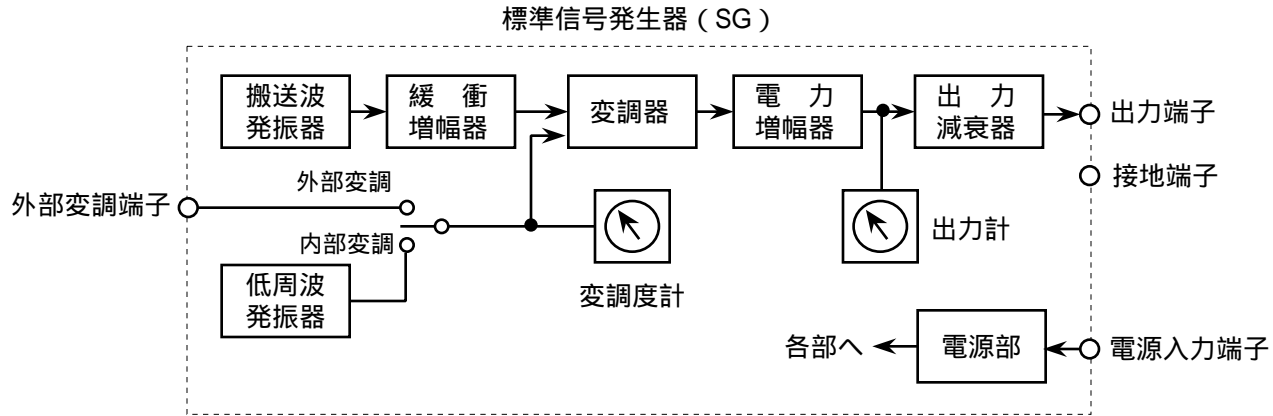 標準信号発生器（SG）
搬送波
発振器
緩　衝
増幅器
変調器
電　力
増幅器
出　力
減衰器
出力端子
接地端子
外部変調
外部変調端子
内部変調
低周波
発振器
変調度計
出力計
各部へ
電源部
電源入力端子